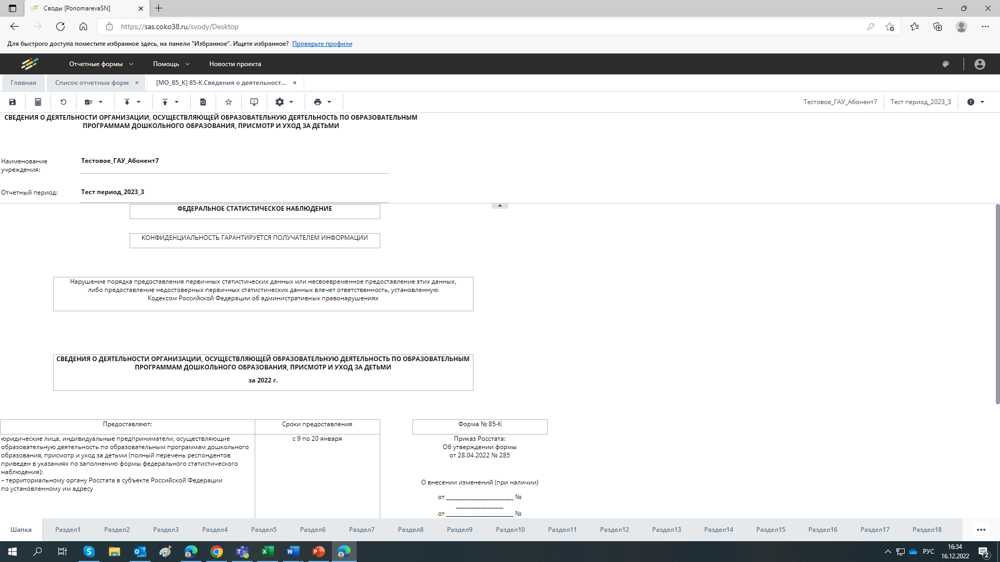 Своды [PonomarevaSN]
https://sas.coko38.ru/svody/Desktop
Для быстрого доступа поместите избранное здесь, на панели "Избранное". Ищете избранное? Проверьте профили
Отчетные формы Помощь Новости проекта
Главная Список отчетных форм [МО_85_К] 85-К.Сведения о деятельност...
Тестовое_ГАУ_Абонент7 Тест период_2023_3
СВЕДЕНИЯ О ДЕЯТЕЛЬНОСТИ ОРГАНИЗАЦИИ, ОСУЩЕСТВЛЯЮЩЕЙ ОБРАЗОВАТЕЛЬНУЮ ДЕЯТЕЛЬНОСТЬ ПО ОБРАЗОВАТЕЛЬНЫМ
ПРОГРАММАМ ДОШКОЛЬНОГО ОБРАЗОВАНИЯ, ПРИСМОТР И УХОД ЗА ДЕТЬМИ
Наименование
учреждения:
Тестовое_ГАУ_Абонент7
Отчетный период:
Тест период_2023_3
ФЕДЕРАЛЬНОЕ СТАТИСТИЧЕСКОЕ НАБЛЮДЕНИЕ
КОНФИДЕНЦИАЛЬНОСТЬ ГАРАНТИРУЕТСЯ ПОЛУЧАТЕЛЕМ ИНФОРМАЦИИ
Нарушение порядка предоставления первичных статистических данных или несвоевременное предоставление этих данных,
либо предоставление недостоверных первичных статистических данных влечет ответственность, установленную
Кодексом Российской Федерации об административных правонарушениях
СВЕДЕНИЯ О ДЕЯТЕЛЬНОСТИ ОРГАНИЗАЦИИ, ОСУЩЕСТВЛЯЮЩЕЙ ОБРАЗОВАТЕЛЬНУЮ ДЕЯТЕЛЬНОСТЬ ПО ОБРАЗОВАТЕЛЬНЫМ
ПРОГРАММАМ ДОШКОЛЬНОГО ОБРАЗОВАНИЯ, ПРИСМОТР И УХОД ЗА ДЕТЬМИ
за 2022 г.
Предоставляют:
юридические лица, индивидуальные предприниматели, осуществляющие
образовательную деятельность по образовательным программам дошкольного
образования, присмотр и уход за детьми (полный перечень респондентов
приведен в указаниях по заполнению формы федерального статистического
наблюдения):
– территориальному органу Росстата в субъекте Российской Федерации
по установленному им адресу
Сроки предоставления
с 9 по 20 января
Форма № 85-К
Приказ Росстата:
Об утверждении формы
от 28.04.2022 № 285
О внесении изменений (при наличии)
от ______________________ №
________________
от ______________________ №
Шапка Раздел1 Раздел2 Раздел3 Раздел4 Раздел5 Раздел6 Раздел7 Раздел8 Раздел9 Раздел10 Раздел11 Раздел12 Раздел13 Раздел14 Раздел15 Раздел16 Раздел17 Раздел18
РУС
16:34
16.12.2022
2